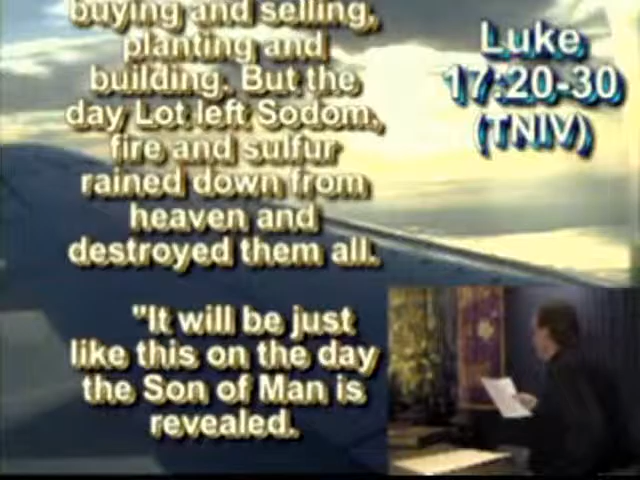 buying and selling,
planting and
building. But the
day Lot left Sodom,
fire and sulfur
rained down from
heaven and
destroyed them all.
"It will be just
like this on the day
the Son of Man is
revealed.
Luke
17:20-30
(TNIV)